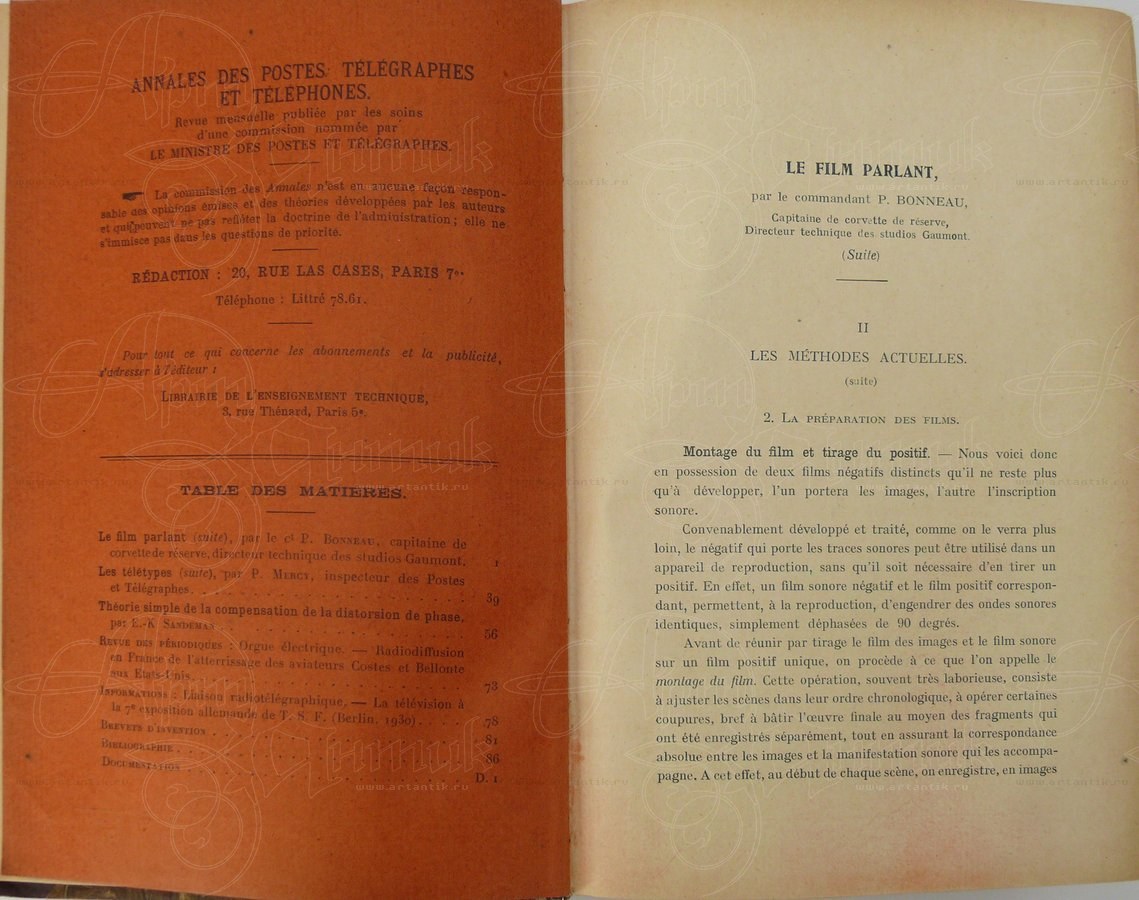 ANNALES DES POSTES, TÉLÉGRAPHES
ET TÉLÉPHONES.
Revue mensuelle publiée par les soins
d'une commission nommée par
LE MINISTRE DES POSTES ET TÉLÉGRAPHES.
La commission des Annales n'est en aucune façon respon-
sable des opinions émises et des théories développées par les auteurs
et qui peuvent ne pas refléter la doctrine de l'administration; elle ne
s'immisce pas dans les questions de priorité.
RÉDACTION : 20, RUE LAS CASES, PARIS 7e.
Téléphone : Littré 78.61.
Pour tout ce qui concerne les abonnements et la publicité,
s'adresser à l'éditeur :
LIBRAIRIE DE L'ENSEIGNEMENT TECHNIQUE,
3, rue Thénard, Paris 5e.
TABLE DES MATIÈRES.
Le film parlant (suite), par le ct P. BONNEAU, capitaine de
corvette de réserve, directeur technique des studios Gaumont. 1
Les télétypes (suite), par P. MERCY, inspecteur des Postes
et Télégraphes. 39
Théorie simple de la compensation de la distorsion de phase,
par E.-K. SANDEMAN. 56
REVUE DES PÉRIODIQUES : Orgue électrique. — Radiodiffusion
en France de l'atterrissage des aviateurs Costes et Bellonte
aux États-Unis. 73
INFORMATIONS : Liaison radiotélégraphique. — La télévision à
la 7e exposition allemande de T. S. F. (Berlin, 1930). 78
BREVETS D'INVENTION . 81
BIBLIOGRAPHIE . 86
DOCUMENTATION . D. 1
LE FILM PARLANT,
par le commandant P. BONNEAU,
Capitaine de corvette de réserve,
Directeur technique des studios Gaumont.
(Suite)
II
LES MÉTHODES ACTUELLES.
(suite)
2. LA PRÉPARATION DES FILMS.
Montage du film et tirage du positif. — Nous voici donc
en possession de deux films négatifs distincts qu'il ne reste plus
qu'à développer, l'un portera les images, l'autre l'inscription
sonore.
Convenablement développé et traité, comme on le verra plus
loin, le négatif qui porte les traces sonores peut être utilisé dans un
appareil de reproduction, sans qu'il soit nécessaire d'en tirer un
positif. En effet, un film sonore négatif et le film positif correspon-
dant, permettent, à la reproduction, d'engendrer des ondes sonores
identiques, simplement déphasées de 90 degrés.
Avant de réunir par tirage le film des images et le film sonore
sur un film positif unique, on procède à ce que l'on appelle le
montage du film. Cette opération, souvent très laborieuse, consiste
à ajuster les scènes dans leur ordre chronologique, à opérer certaines
coupures, bref à bâtir l'œuvre finale au moyen des fragments qui
ont été enregistrés séparément, tout en assurant la correspondance
absolue entre les images et la manifestation sonore qui les accompa-
pagne. A cet effet, au début de chaque scène, on enregistre, en images
www.artantik.ru